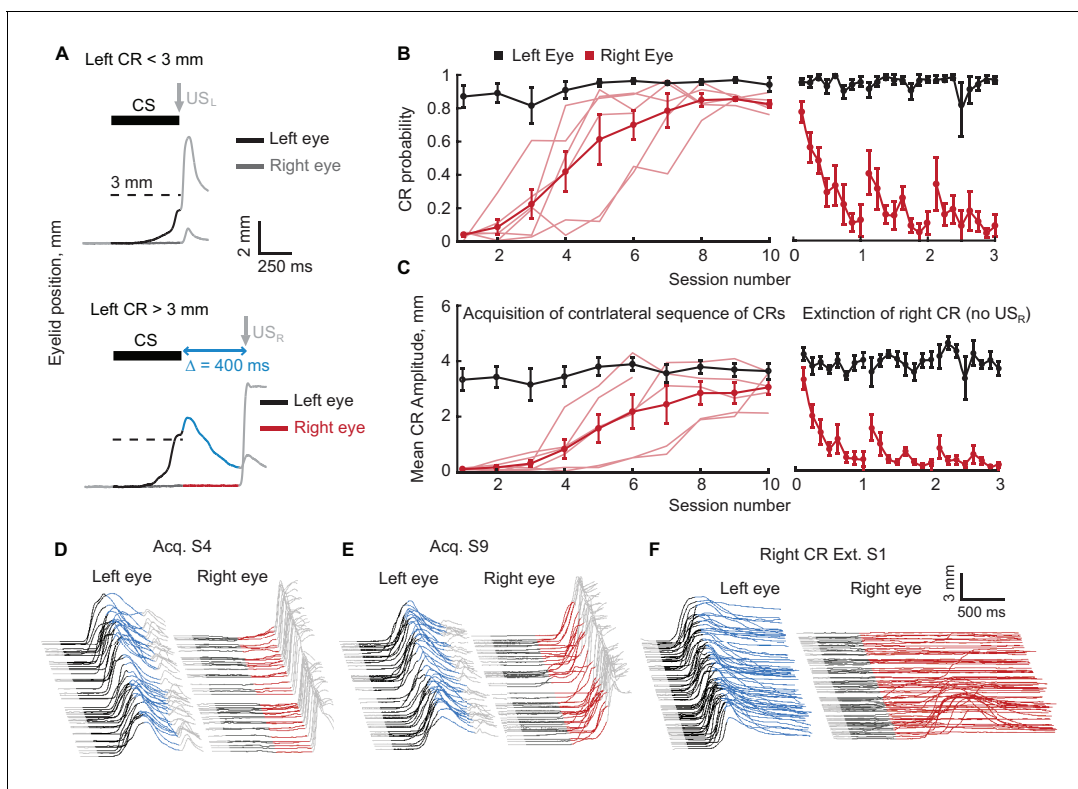 A
Left CR < 3 mm
CS
US_L
Left eye
Right eye
3 mm
2 mm
250 ms
Eyelid position, mm
Left CR > 3 mm
CS
US_R
Δ = 400 ms
Left eye
Right eye
B
Left Eye
Right Eye
CR probability
1
0.8
0.6
0.4
0.2
0
2 4 6 8 10
0 1 2 3
Session number
C
Acquisition of contrlateral sequence of CRs
Extinction of right CR (no US_R)
Mean CR Amplitude, mm
6
4
2
0
2 4 6 8 10
0 1 2 3
Session number
D
Acq. S4
Left eye
Right eye
E
Acq. S9
Left eye
Right eye
F
Right CR Ext. S1
Left eye
Right eye
3 mm
500 ms